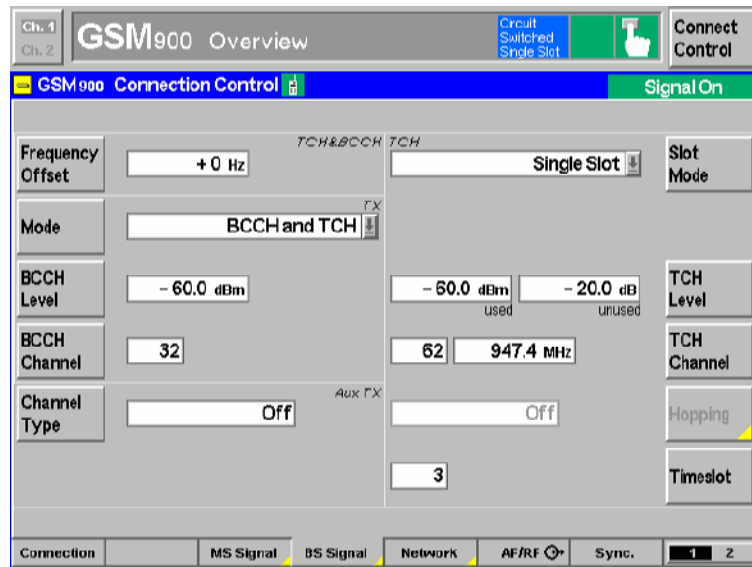 Ch. 1
Ch. 2
GSM900 Overview
Circuit
Switched
Single Slot
Connect
Control
GSM900 Connection Control
Signal On
TCH&BCCH TCH
Frequency
Offset
+0 Hz
Single Slot
Slot
Mode
TX
Mode
BCCH and TCH
BCCH
Level
– 60.0 dBm
– 60.0 dBm
– 20.0 dB
used
unused
TCH
Level
BCCH
Channel
32
62
947.4 MHz
TCH
Channel
Aux TX
Channel
Type
Off
Off
Hopping
3
Timeslot
Connection
MS Signal
BS Signal
Network
AF/RF
Sync.
1 2